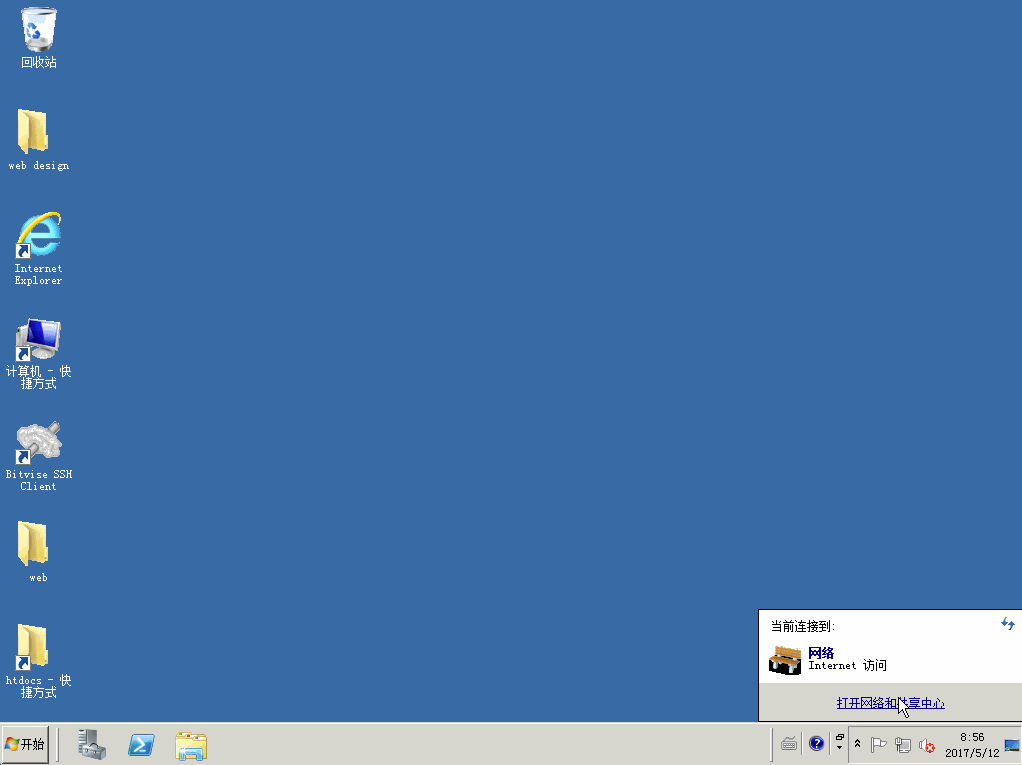 回收站
web design
Internet
Explorer
计算机 - 快
捷方式
Bitvise SSH
Client
web
htdocs - 快
捷方式
当前连接到:
网络
Internet 访问
打开网络和共享中心
开始
8:56
2017/5/12